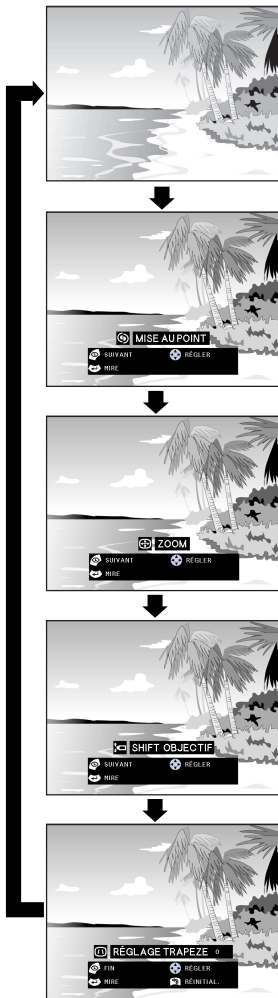 MISE AU POINT
SUIVANT RÉGLER
MIRE
ZOOM
SUIVANT RÉGLER
MIRE
SHIFT OBJECTIF
SUIVANT RÉGLER
MIRE
RÉGLAGE TRAPEZE 0
FIN RÉGLER
MIRE RÉINITIAL.